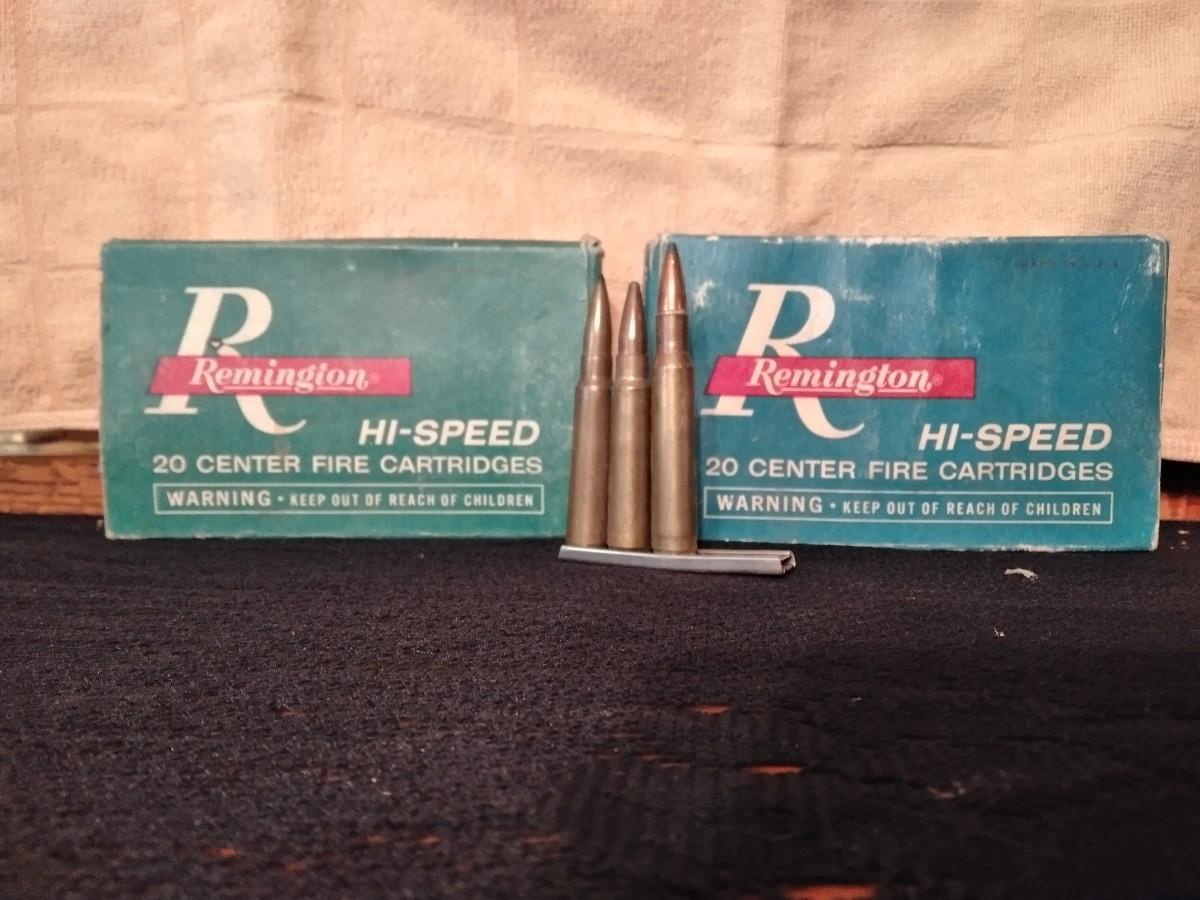 R
Remington®
HI-SPEED
20 CENTER FIRE CARTRIDGES
WARNING • KEEP OUT OF REACH OF CHILDREN
R
Remington®
HI-SPEED
20 CENTER FIRE CARTRIDGES
WARNING • KEEP OUT OF REACH OF CHILDREN